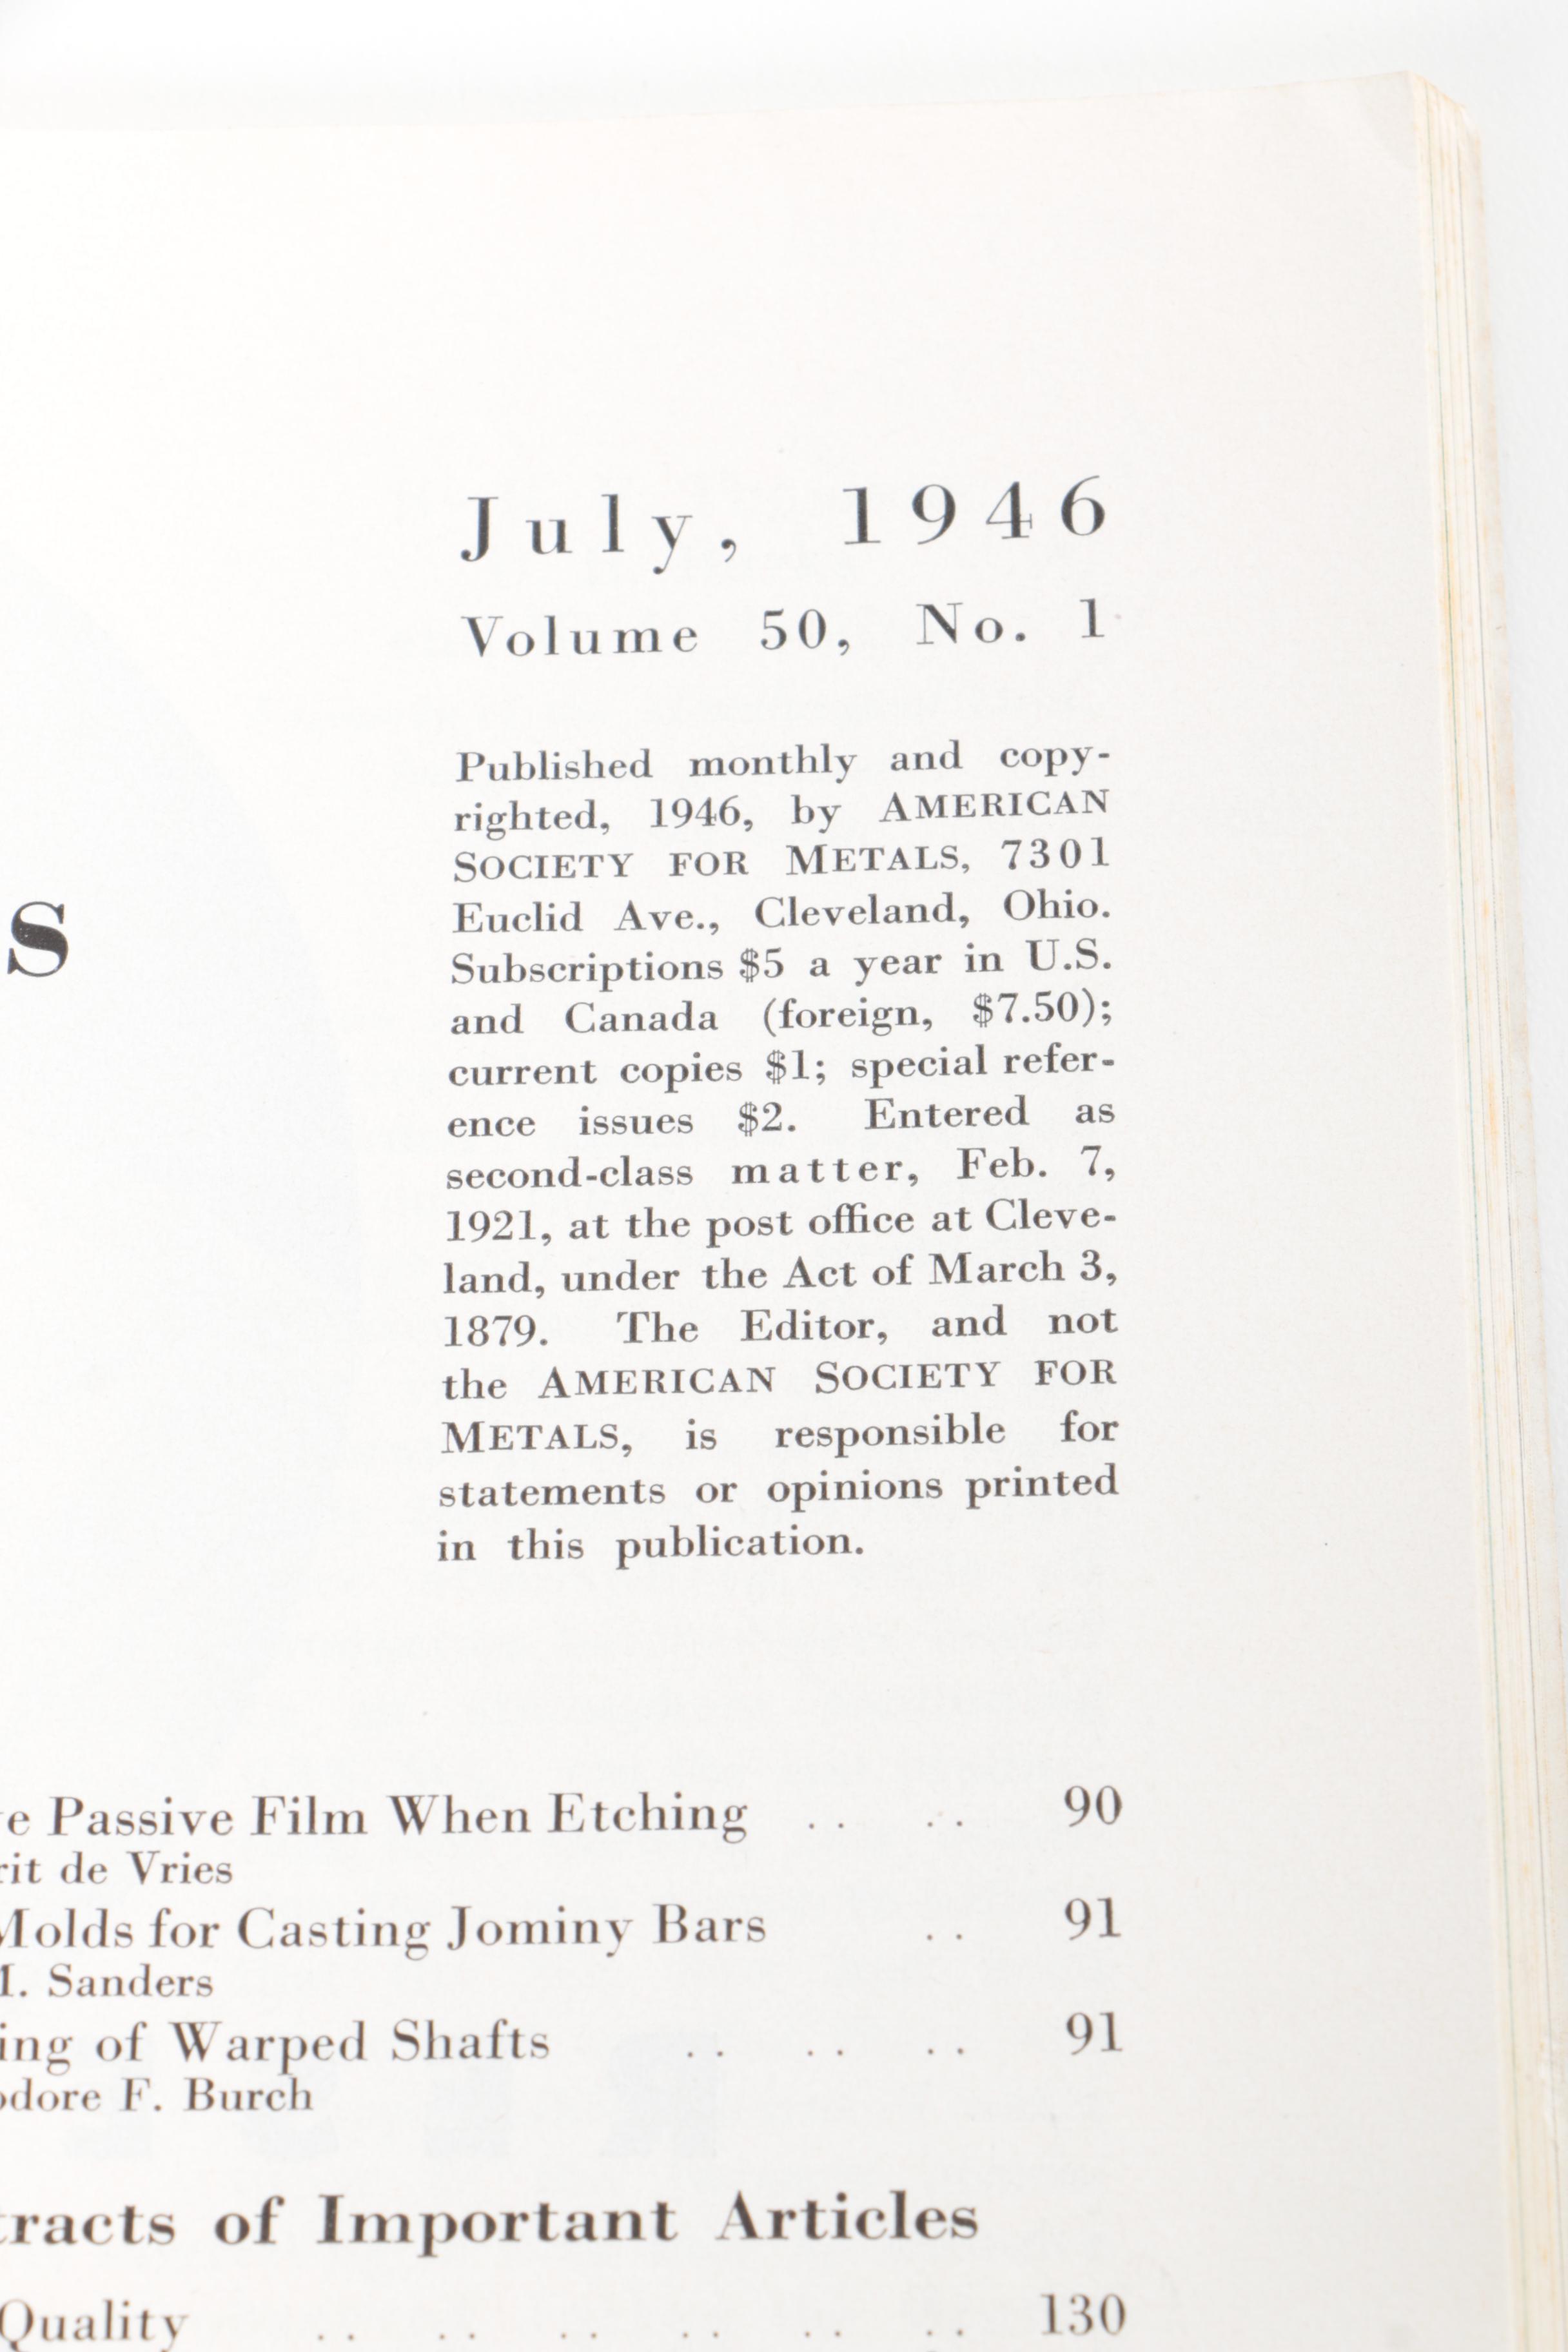 July, 1946
Volume 50, No. 1
Published monthly and copy-
righted, 1946, by AMERICAN
SOCIETY FOR METALS, 7301
Euclid Ave., Cleveland, Ohio.
Subscriptions $5 a year in U.S.
and Canada (foreign, $7.50);
current copies $1; special refer-
ence issues $2. Entered as
second-class matter, Feb. 7,
1921, at the post office at Cleve-
land, under the Act of March 3,
1879. The Editor, and not
the AMERICAN SOCIETY FOR
METALS, is responsible for
statements or opinions printed
in this publication.
s
e Passive Film When Etching .. .. 90
rit de Vries
Molds for Casting Jominy Bars .. 91
M. Sanders
ing of Warped Shafts .. .. .. 91
odore F. Burch
tracts of Important Articles
Quality .. .. .. .. .. .. 130